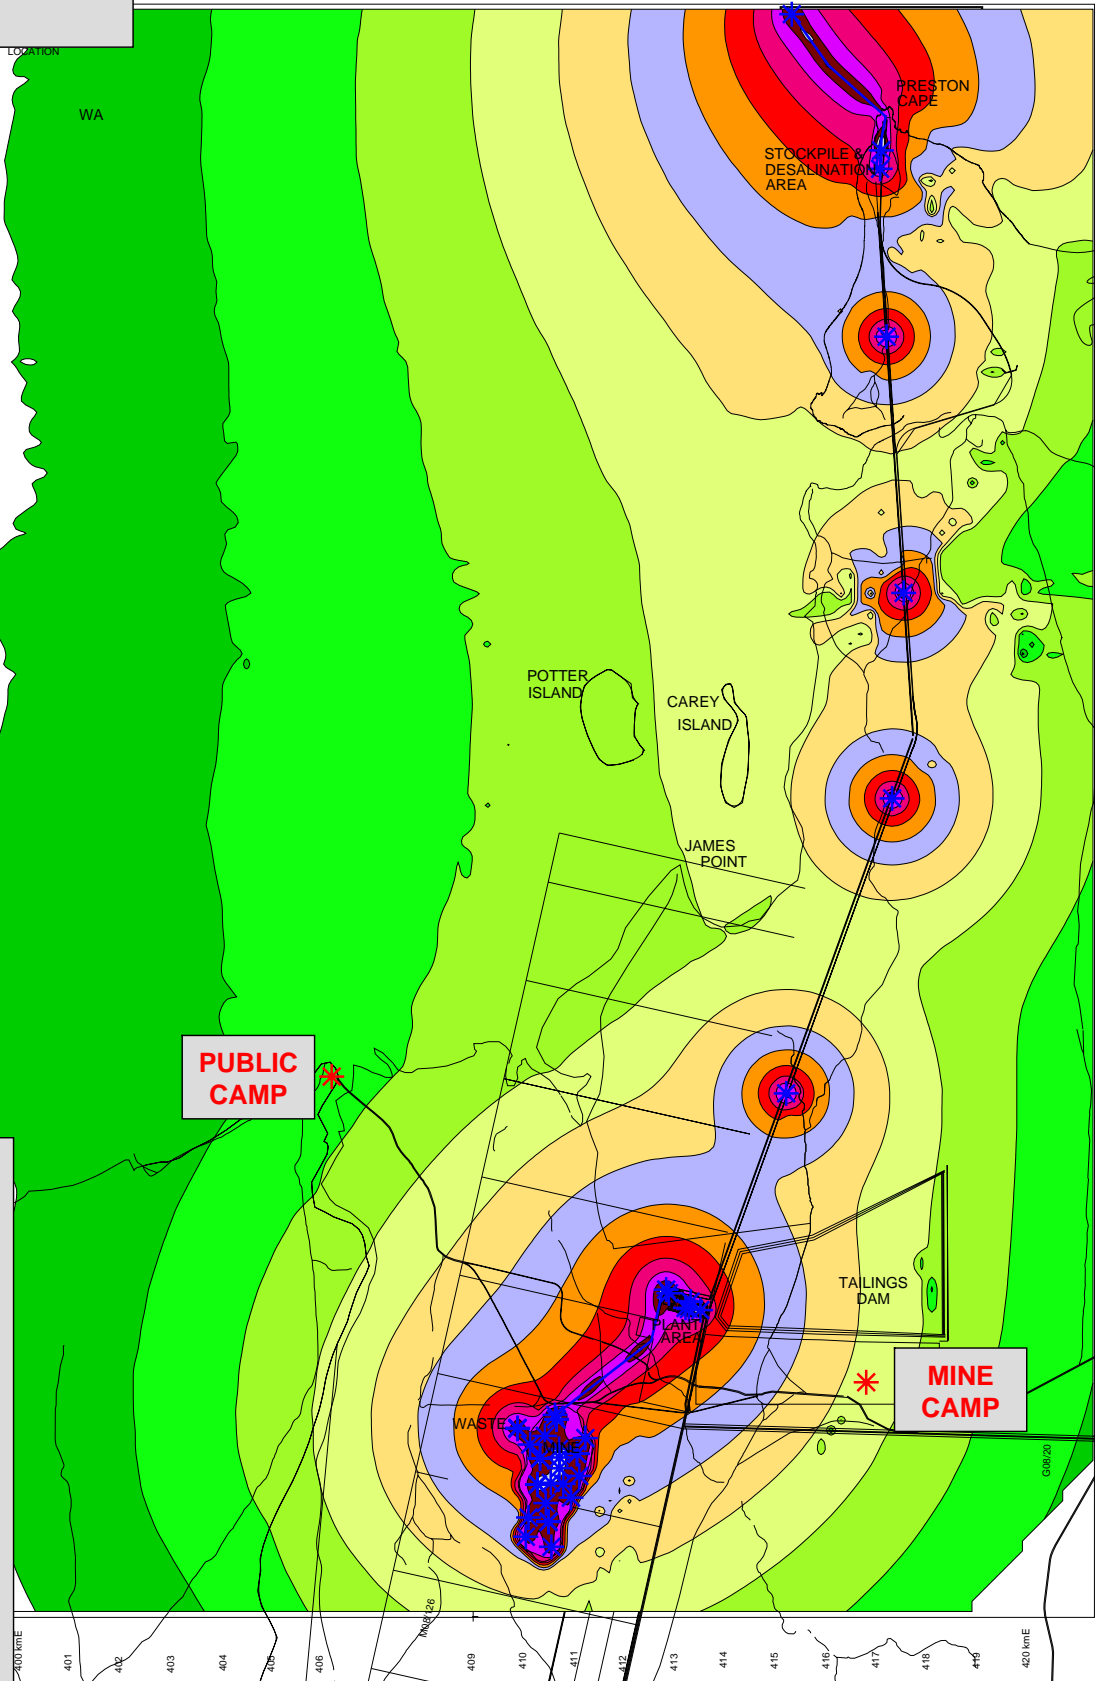 LOCATION
WA
PRESTON
CAPE
STOCKPILE &
DESALINATION
AREA
POTTER
ISLAND
CAREY
ISLAND
JAMES
POINT
PUBLIC
CAMP
TAILINGS
DAM
PLANT
AREA
MINE
CAMP
WASTE
MINE
G08/20
M08/126
400 kmE
401
402
403
404
405
406
409
410
411
412
413
414
415
416
417
418
419
420 kmE